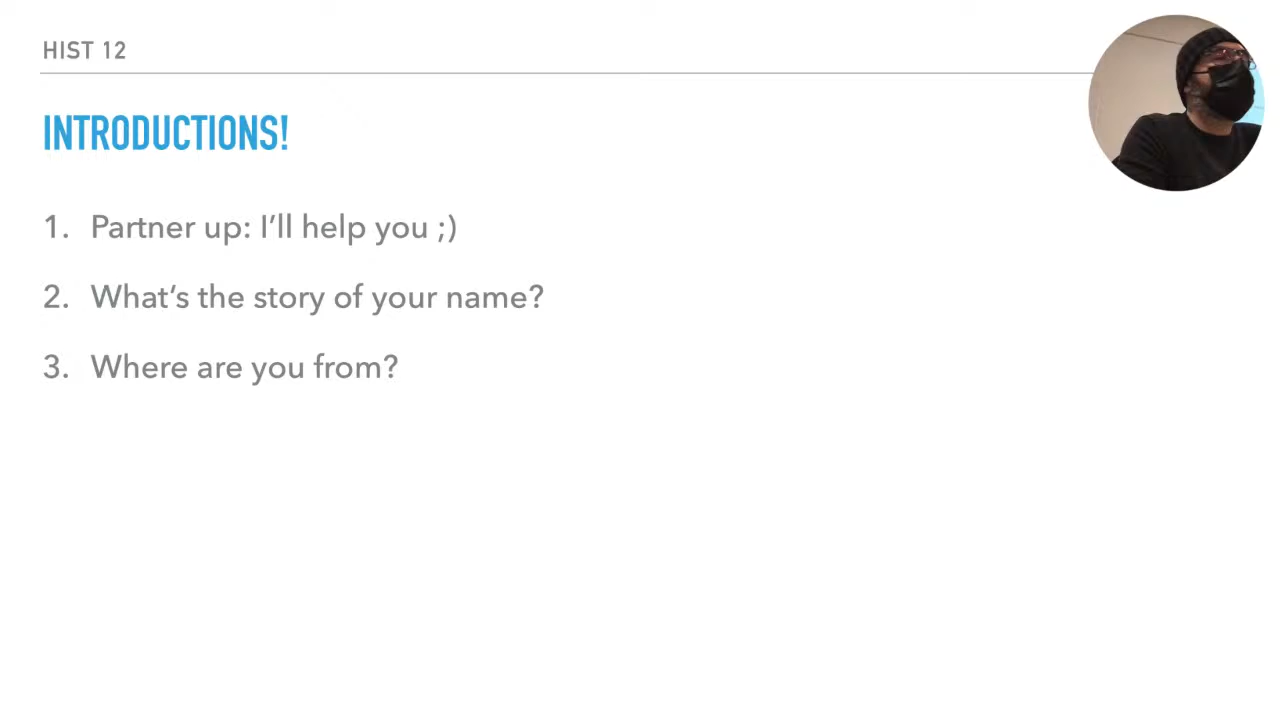 HIST 12
INTRODUCTIONS!
1. Partner up: I’ll help you ;)
2. What‘s the story of your name?
3. Where are you from?